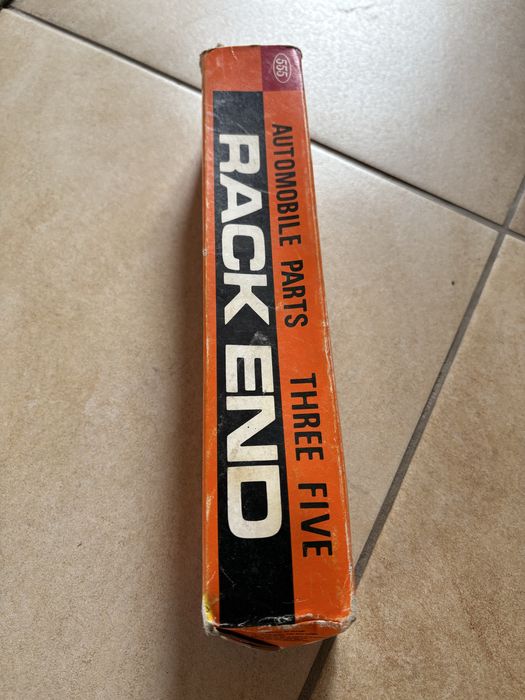 555
AUTOMOBILE PARTS THREE FIVE
RACK END